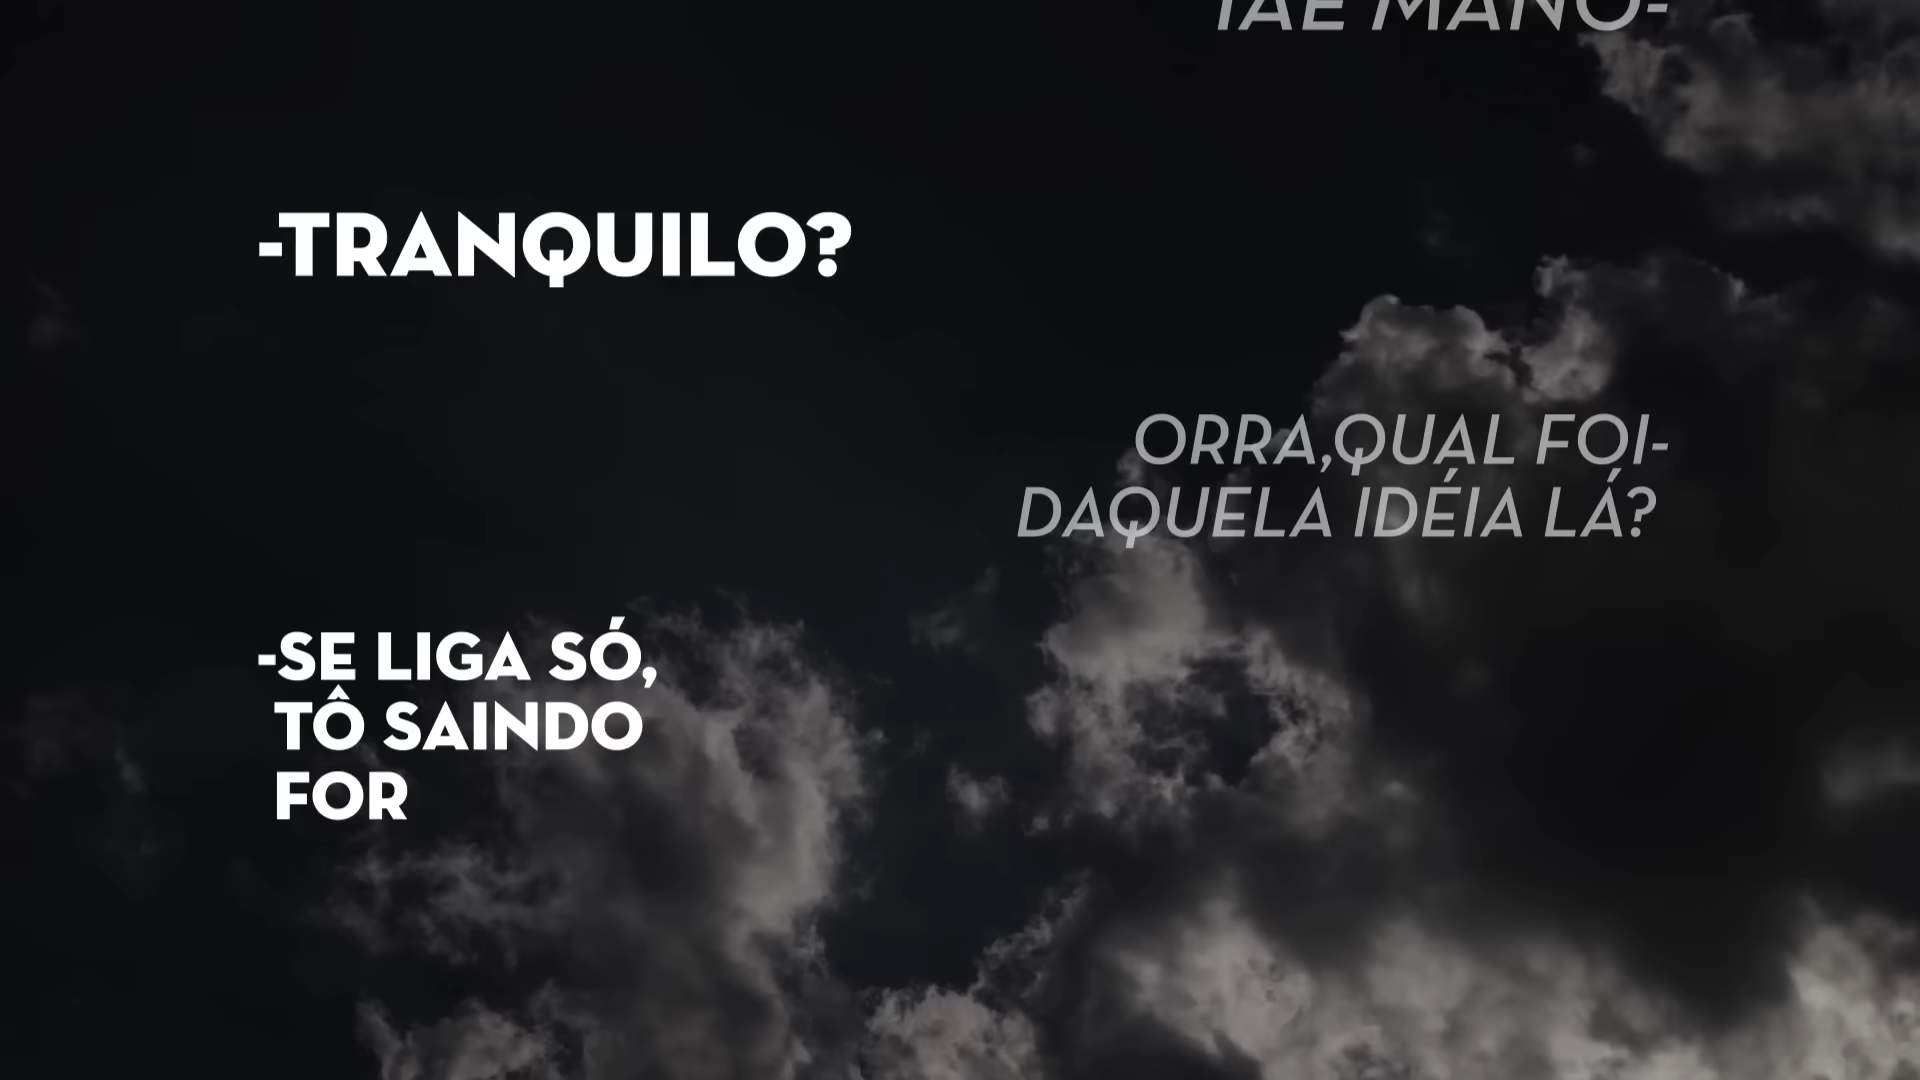 IAE MANO-
-TRANQUILO?
ORRA,QUAL FOI-
DAQUELA IDÉIA LÁ?
-SE LIGA SÓ,
TÔ SAINDO
FOR